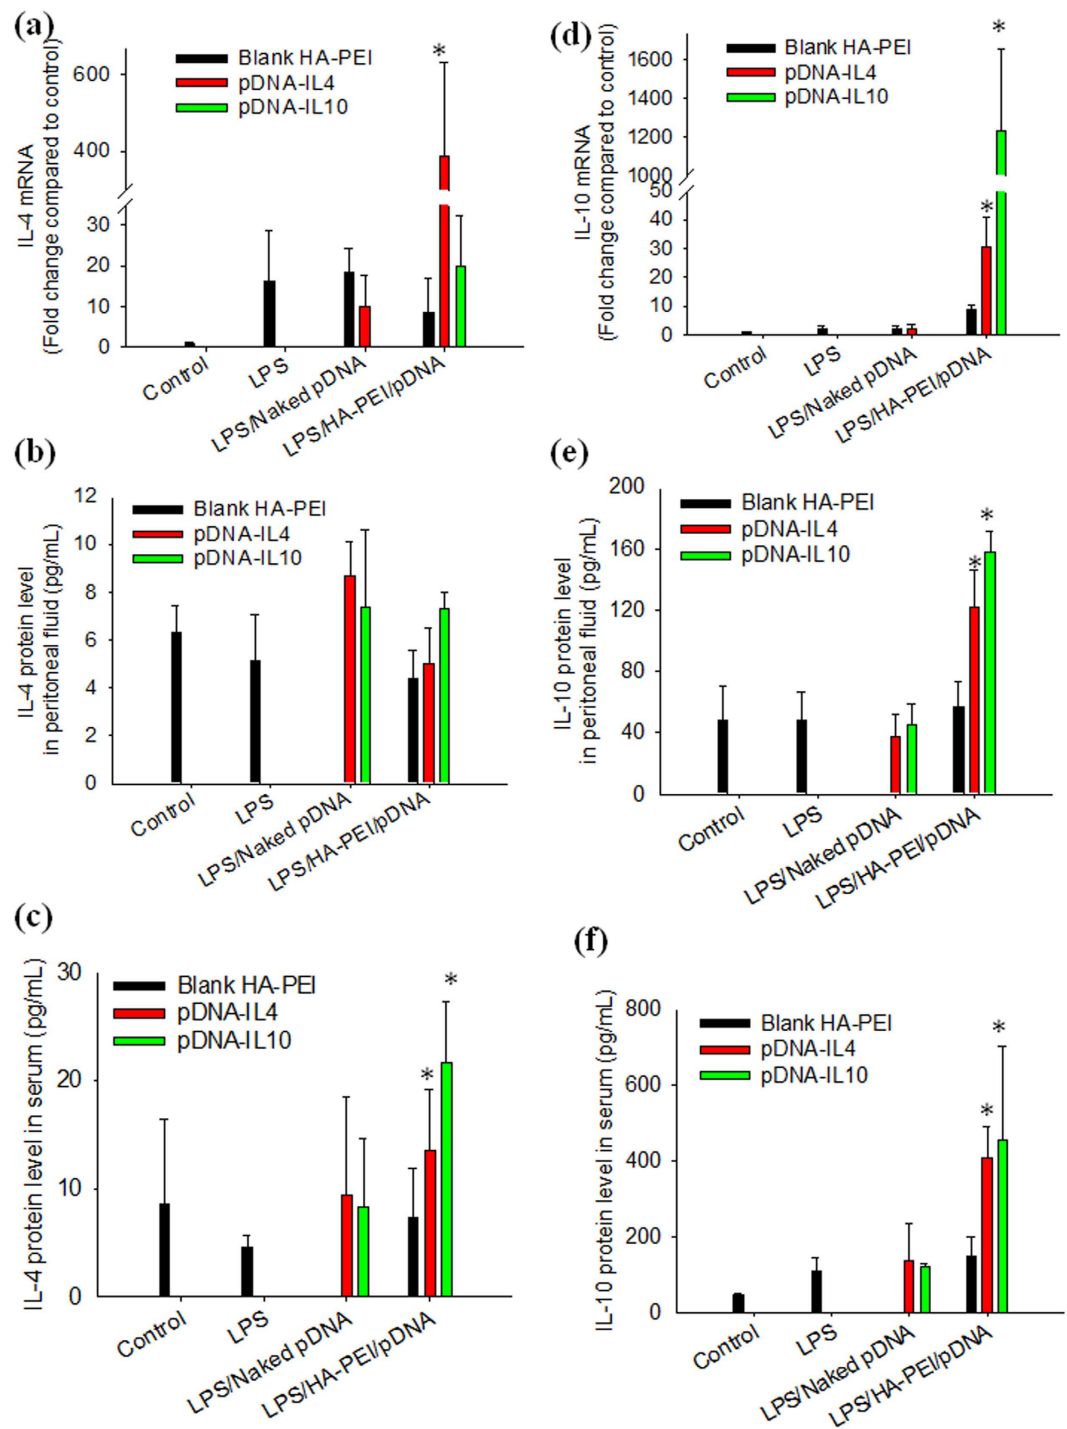 (a)
IL-4 mRNA
(Fold change compared to control)
600
400
30
20
10
0
Blank HA-PEI
pDNA-IL4
pDNA-IL10
*
Control
LPS
LPS/Naked pDNA
LPS/HA-PEI/pDNA
(d)
IL-10 mRNA
(Fold change compared to control)
1600
1400
1200
1000
50
40
30
20
10
0
Blank HA-PEI
pDNA-IL4
pDNA-IL10
*
*
Control
LPS
LPS/Naked pDNA
LPS/HA-PEI/pDNA
(b)
IL-4 protein level
in peritoneal fluid (pg/mL)
12
10
8
6
4
2
0
Blank HA-PEI
pDNA-IL4
pDNA-IL10
Control
LPS
LPS/Naked pDNA
LPS/HA-PEI/pDNA
(e)
IL-10 protein level
in peritoneal fluid (pg/mL)
200
160
120
80
40
0
Blank HA-PEI
pDNA-IL4
pDNA-IL10
*
*
Control
LPS
LPS/Naked pDNA
LPS/HA-PEI/pDNA
(c)
IL-4 protein level in serum (pg/mL)
30
20
10
0
Blank HA-PEI
pDNA-IL4
pDNA-IL10
*
*
Control
LPS
LPS/Naked pDNA
LPS/HA-PEI/pDNA
(f)
IL-10 protein level in serum (pg/mL)
800
600
400
200
0
Blank HA-PEI
pDNA-IL4
pDNA-IL10
*
*
Control
LPS
LPS/Naked pDNA
LPS/HA-PEI/pDNA